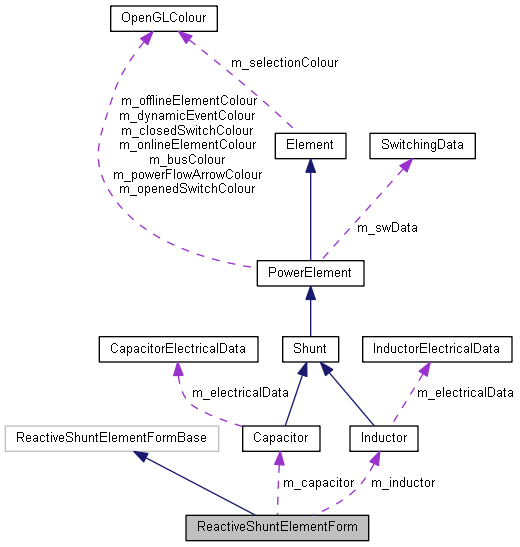 OpenGLColour
m_selectionColour
m_offlineElementColour
m_dynamicEventColour
m_closedSwitchColour
m_onlineElementColour
m_busColour
m_powerFlowArrowColour
m_openedSwitchColour
Element
SwitchingData
m_swData
PowerElement
CapacitorElectricalData
Shunt
InductorElectricalData
m_electricalData
m_electricalData
ReactiveShuntElementFormBase
Capacitor
Inductor
m_capacitor
m_inductor
ReactiveShuntElementForm